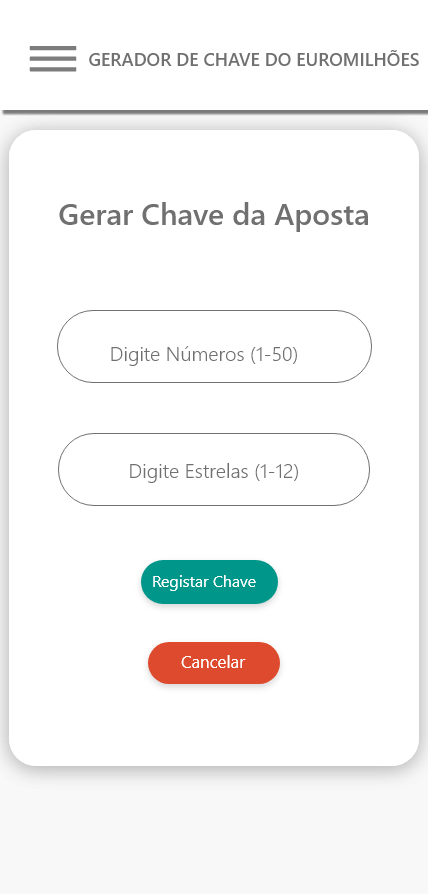 GERADOR DE CHAVE DO EUROMILHÕES
Gerar Chave da Aposta
Digite Números (1-50)
Digite Estrelas (1-12)
Registar Chave
Cancelar